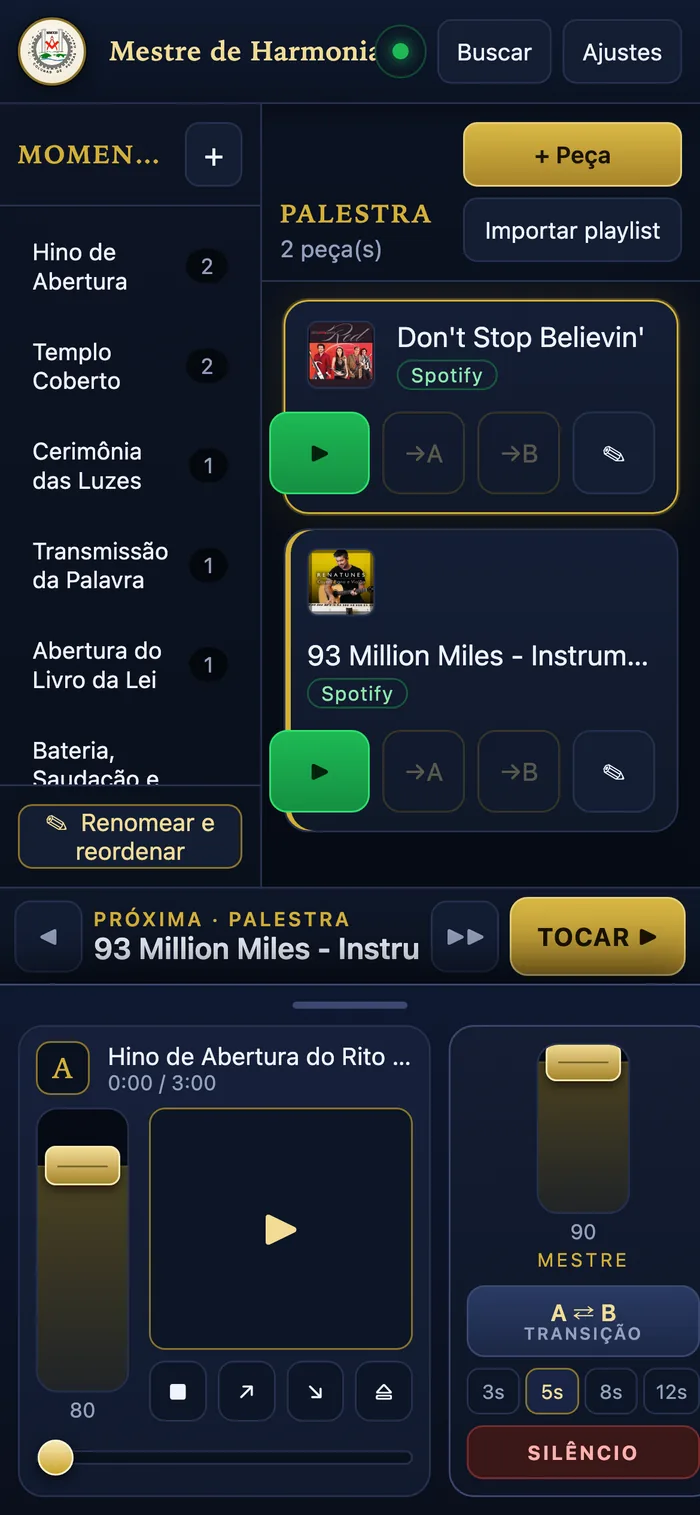 Mestre de Harmonia
Buscar
Ajustes
MOMEN...
+
PALESTRA
2 peça(s)
+ Peça
Importar playlist
Hino de
Abertura
2
Templo
Coberto
2
Cerimônia
das Luzes
1
Transmissão
da Palavra
1
Abertura do
Livro da Lei
1
Bateria,
Saudação e
Renomear e
reordenar
Red
Don't Stop Believin'
Spotify
→A
→B
RENATUNES
93 Million Miles - Instrum...
Spotify
→A
→B
PRÓXIMA · PALESTRA
93 Million Miles - Instru
TOCAR
A
Hino de Abertura do Rito ...
0:00 / 3:00
80
90
MESTRE
A ⇄ B
TRANSIÇÃO
3s
5s
8s
12s
SILÊNCIO